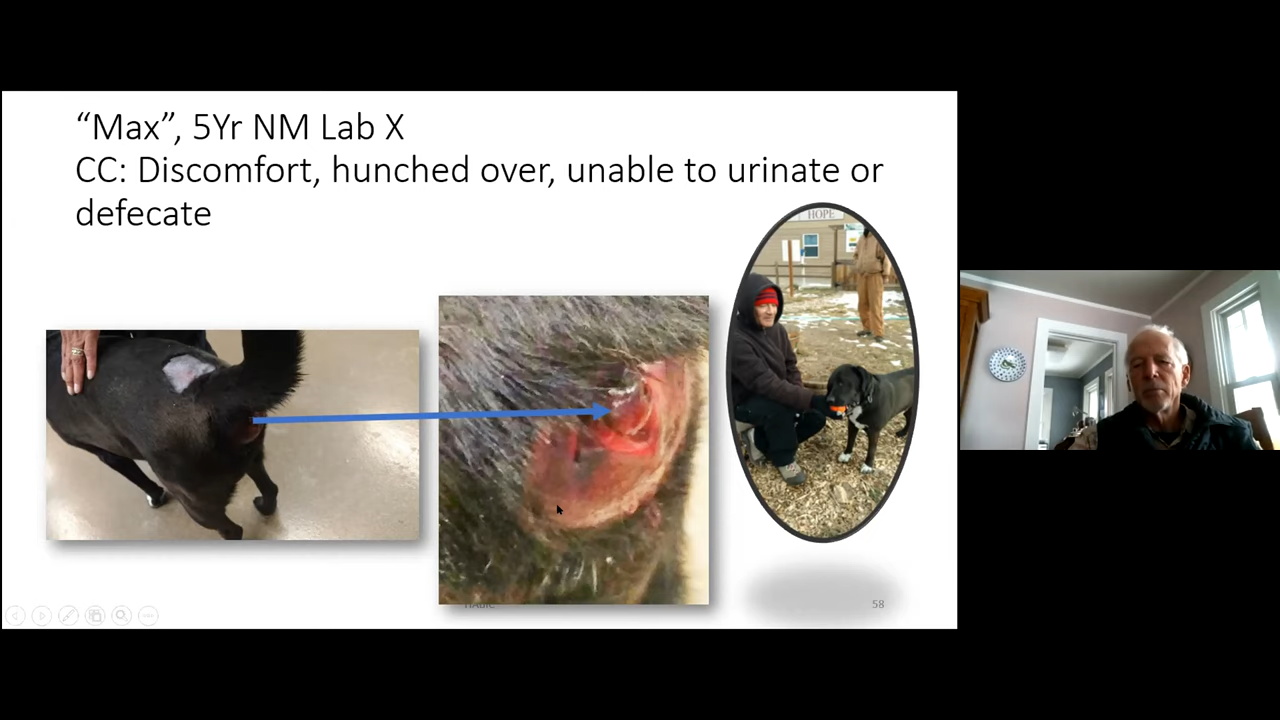 “Max”, 5Yr NM Lab X
CC: Discomfort, hunched over, unable to urinate or
defecate
HOPE
58